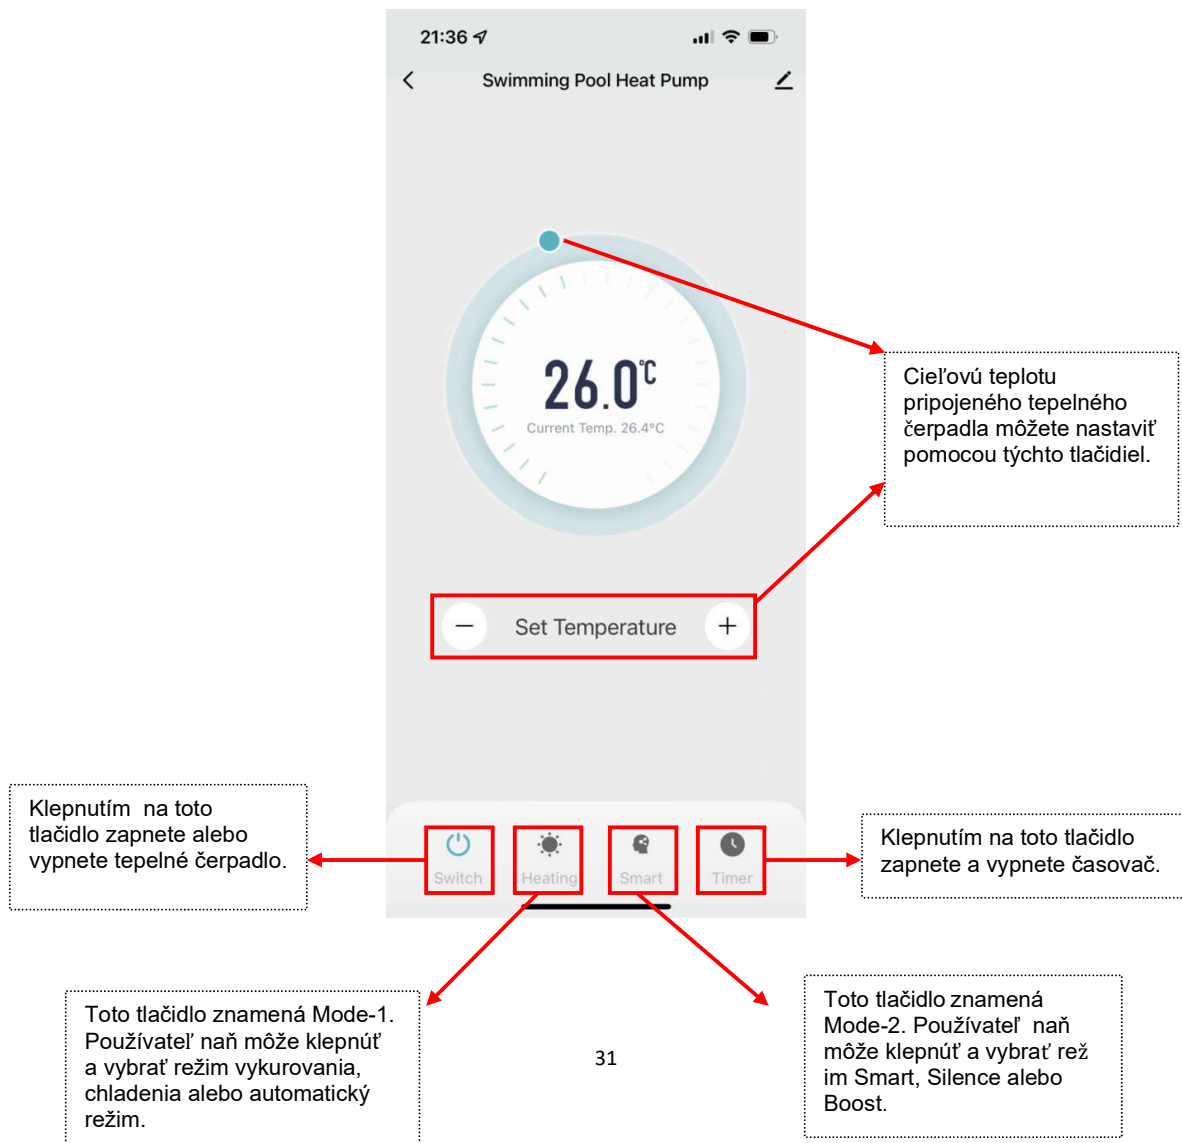 21:36
Swimming Pool Heat Pump
26.0°C
Current Temp. 26.4°C
Cieľovú teplotu
pripojeného tepelného
čerpadla môžete nastaviť
pomocou týchto tlačidiel.
− Set Temperature +
Klepnutím na toto
tlačidlo zapnete alebo
vypnete tepelné čerpadlo.
Switch Heating Smart Timer
Klepnutím na toto tlačidlo
zapnete a vypnete časovač.
Toto tlačidlo znamená Mode-1.
Používateľ naň môže klepnúť
a vybrať režim vykurovania,
chladenia alebo automatický
režim.
Toto tlačidlo znamená
Mode-2. Používateľ naň
môže klepnúť a vybrať rež
im Smart, Silence alebo
Boost.
31